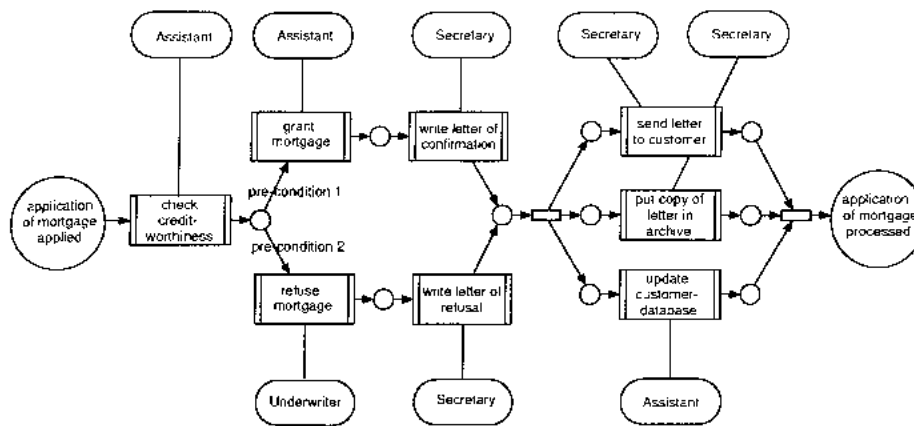 Assistant
Assistant
Secretary
Secretary
Secretary
grant
mortgage
write letter of
confirmation
send letter
to customer
pre-condition 1
application
of mortgage
applied
check
credit-
worthiness
put copy of
letter in
archive
application
of mortgage
processed
pre-condition 2
refuse
mortgage
write letter of
refusal
update
customer-
database
Underwriter
Secretary
Assistant